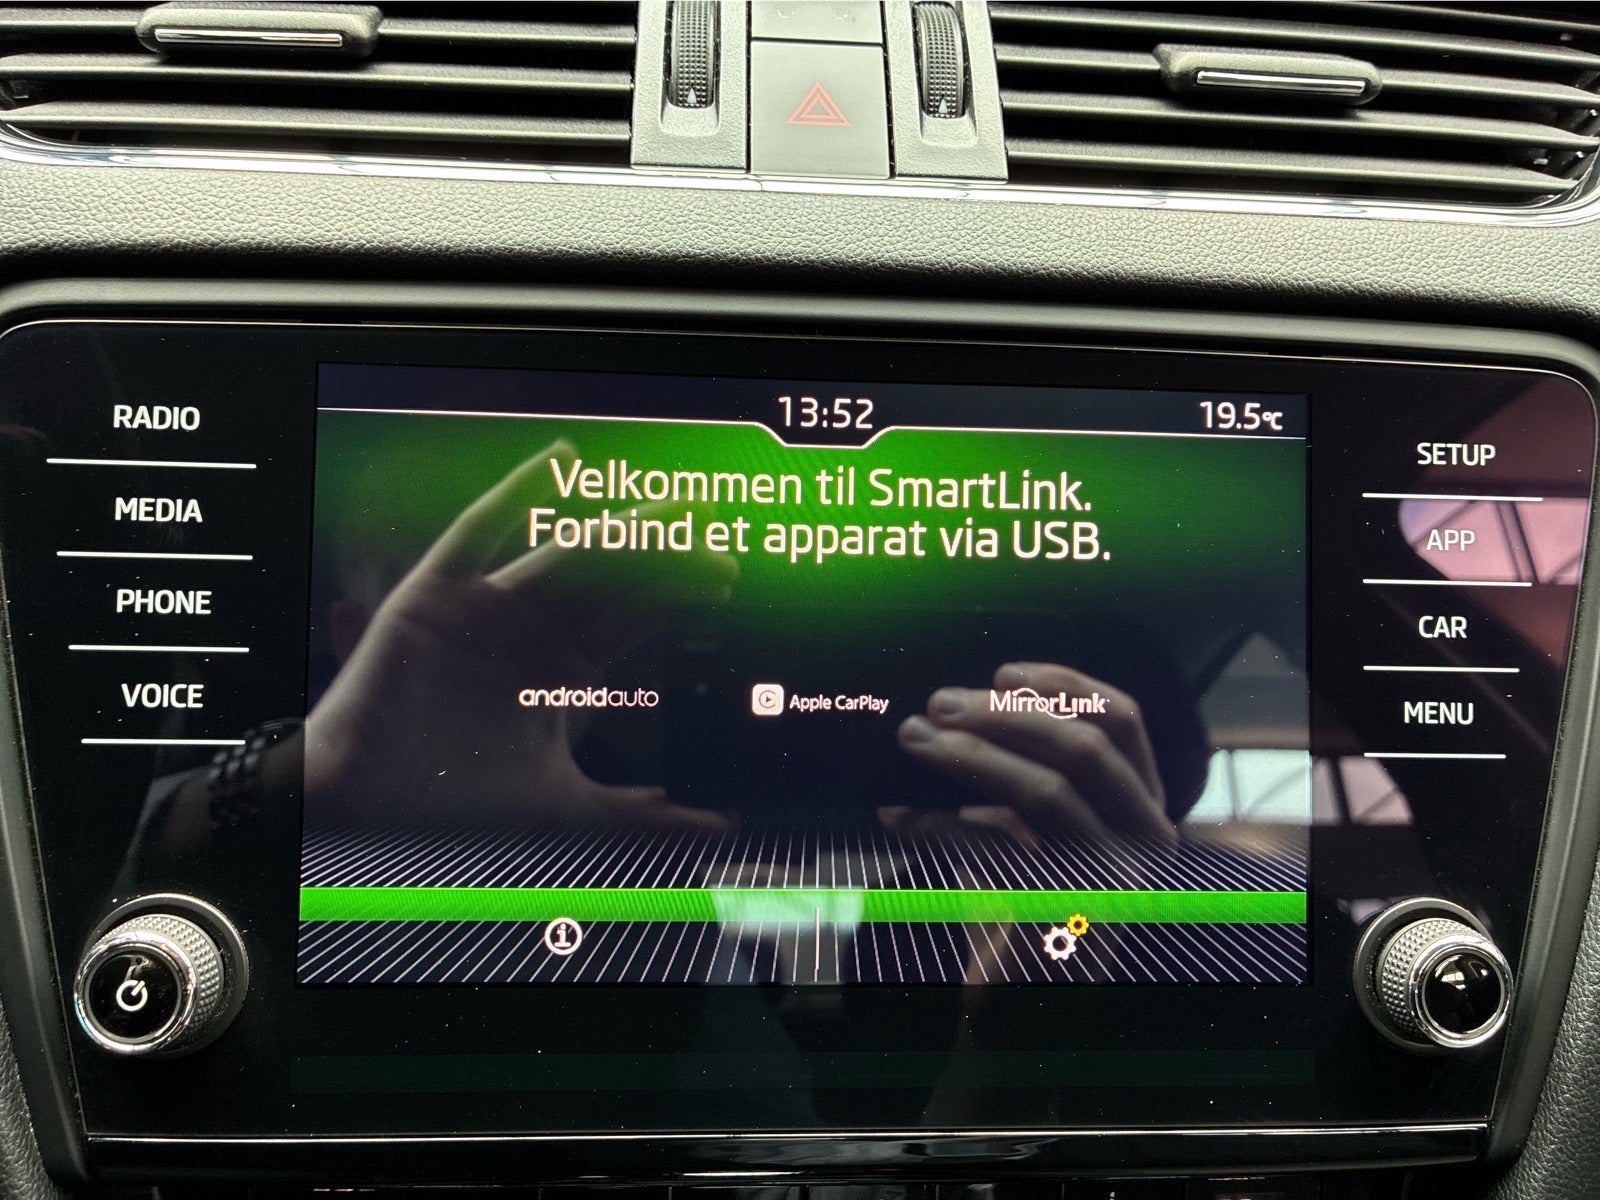 13:52
19.5°C
RADIO
MEDIA
PHONE
VOICE
Velkommen til SmartLink.
Forbind et apparat via USB.
androidauto
Apple CarPlay
MirrorLink
SETUP
APP
CAR
MENU